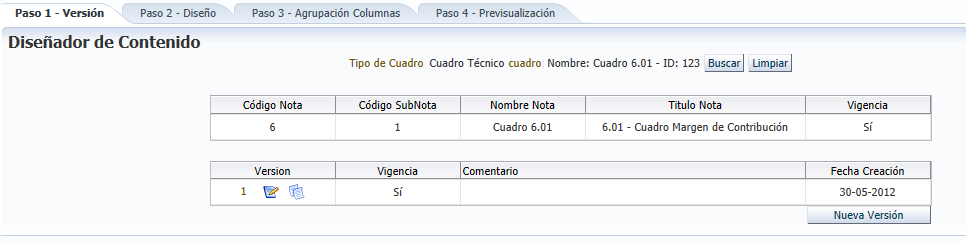 Paso 1 - Versión Paso 2 - Diseño Paso 3 - Agrupación Columnas Paso 4 - Previsualización
Diseñador de Contenido
Tipo de Cuadro Cuadro Técnico cuadro Nombre: Cuadro 6.01 - ID: 123 Buscar Limpiar
Código Nota Código SubNota Nombre Nota Titulo Nota Vigencia
6 1 Cuadro 6.01 6.01 - Cuadro Margen de Contribución Sí
Version Vigencia Comentario Fecha Creación
1 Sí 30-05-2012
Nueva Versión